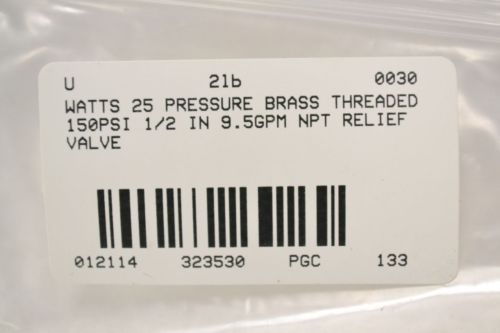 U 21b 0030
WATTS 25 PRESSURE BRASS THREADED
150PSI 1/2 IN 9.5GPM NPT RELIEF
VALVE
012114 323530 PGC 133